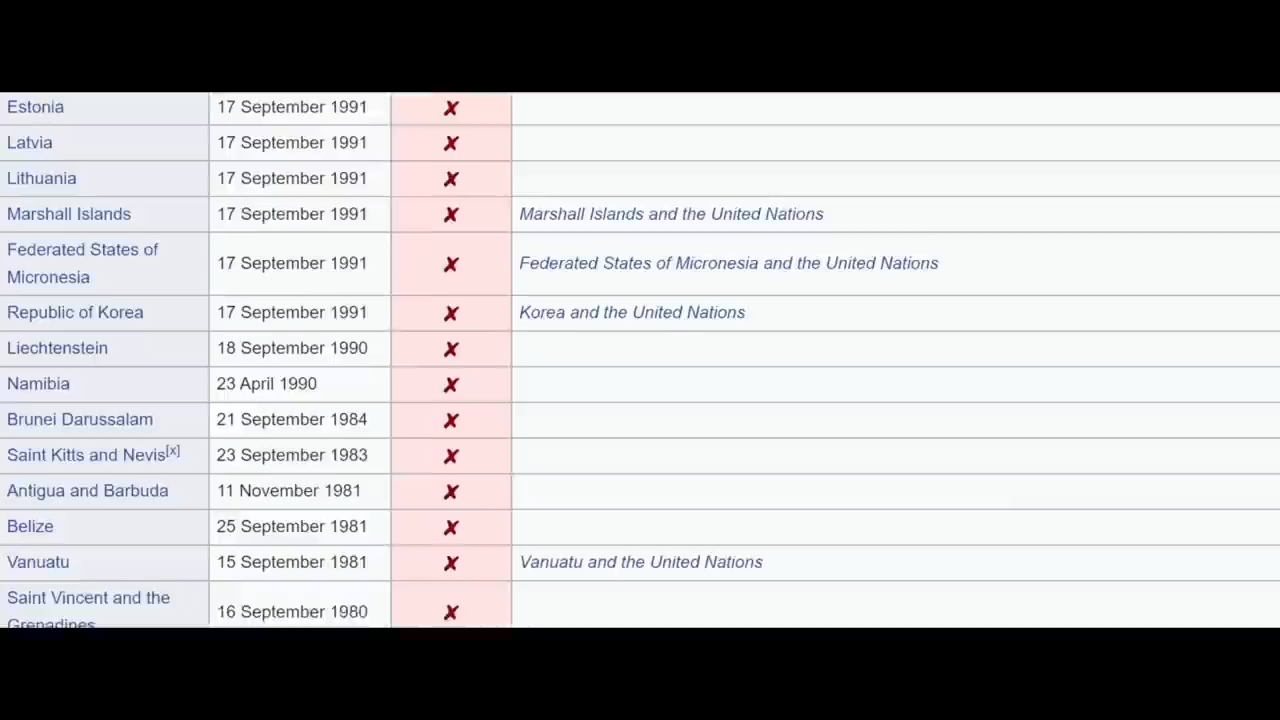 Estonia 17 September 1991 ✘
Latvia 17 September 1991 ✘
Lithuania 17 September 1991 ✘
Marshall Islands 17 September 1991 ✘ Marshall Islands and the United Nations
Federated States of
Micronesia 17 September 1991 ✘ Federated States of Micronesia and the United Nations
Republic of Korea 17 September 1991 ✘ Korea and the United Nations
Liechtenstein 18 September 1990 ✘
Namibia 23 April 1990 ✘
Brunei Darussalam 21 September 1984 ✘
Saint Kitts and Nevis[x] 23 September 1983 ✘
Antigua and Barbuda 11 November 1981 ✘
Belize 25 September 1981 ✘
Vanuatu 15 September 1981 ✘ Vanuatu and the United Nations
Saint Vincent and the
Grenadines 16 September 1980 ✘